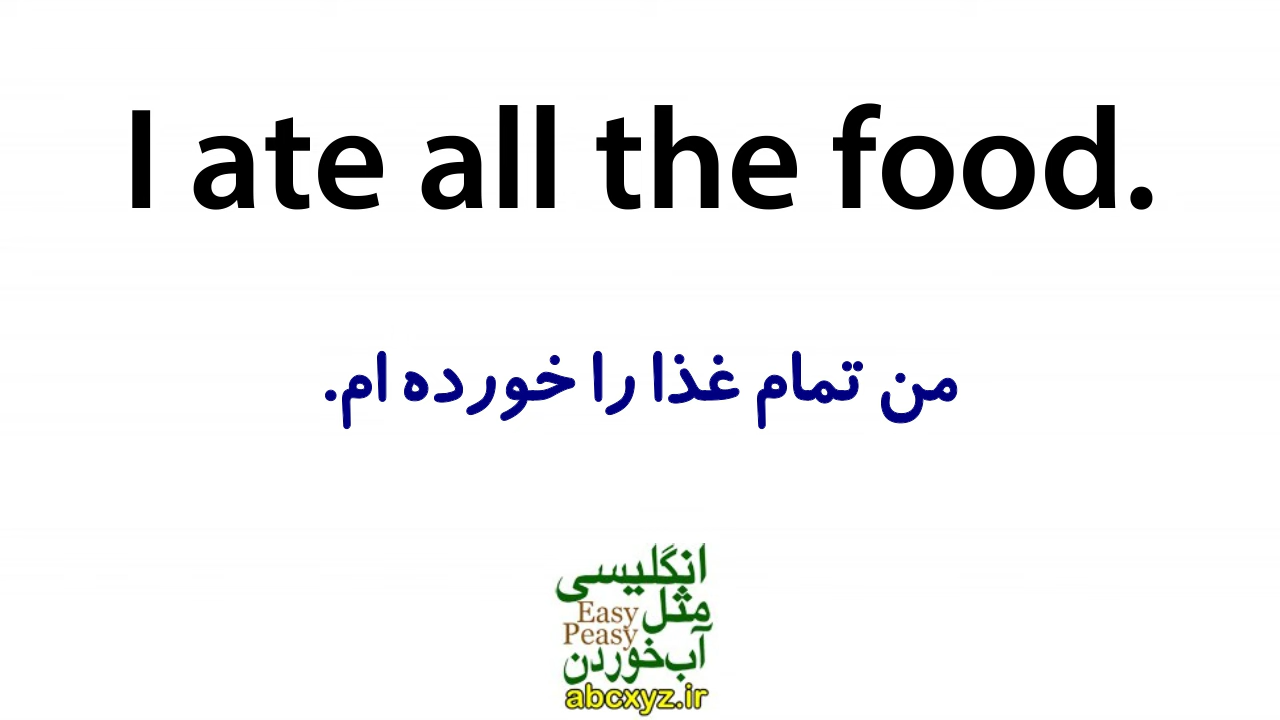 I ate all the food.
من تمام غذا را خورده ام.
انگلیسی
مثل
Easy
Peasy
آب‌خوردن
abcxyz.ir